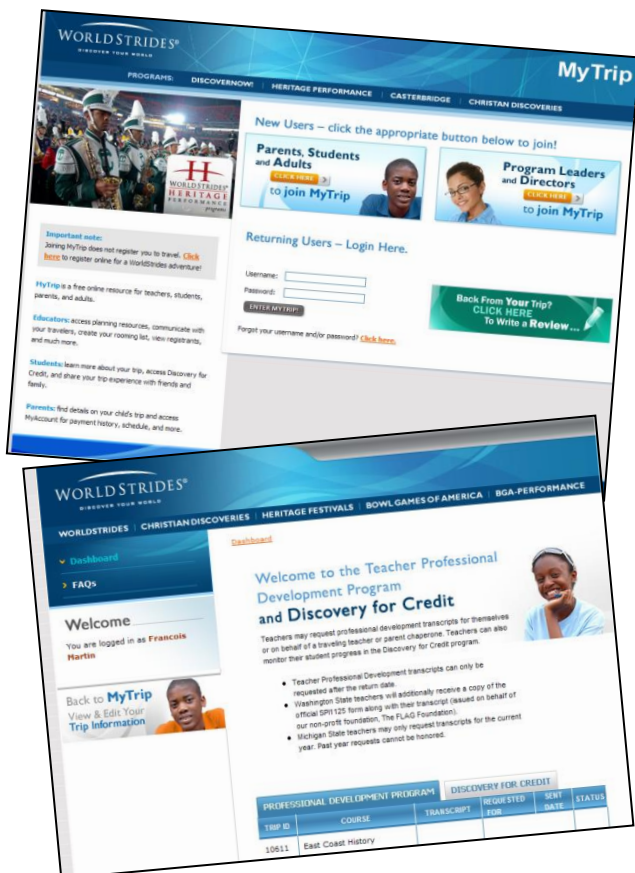 WORLDSTRIDES®
DISCOVER YOUR WORLD
MyTrip
PROGRAMS: DISCOVERNOW! | HERITAGE PERFORMANCE | CASTERBRIDGE | CHRISTIAN DISCOVERIES
H
WORLDSTRIDES®
HERITAGE
PERFORMANCE
programs
New Users – click the appropriate button below to join!
Parents, Students
and Adults
CLICK HERE >
to join MyTrip
Program Leaders
and Directors
CLICK HERE >
to join MyTrip
Important note:
Joining MyTrip does not register you to travel. Click
here to register online for a WorldStrides adventure!
MyTrip is a free online resource for teachers, students,
parents, and adults.
Educators: access planning resources, communicate with
your travelers, create your rooming list, view registrants,
and much more.
Students: learn more about your trip, access Discovery for
Credit, and share your trip experience with friends and
family.
Parents: find details on your child's trip and access
MyAccount for payment history, schedule, and more.
Returning Users – Login Here.
Username:
Password:
ENTER MYTRIP!
Forgot your username and/or password? Click here.
Back From Your Trip?
CLICK HERE
To Write a Review...
WORLDSTRIDES®
DISCOVER YOUR WORLD
WORLDSTRIDES | CHRISTIAN DISCOVERIES | HERITAGE FESTIVALS | BOWL GAMES OF AMERICA | BGA-PERFORMANCE
Dashboard
FAQs
Welcome
You are logged in as Francois
Martin
Back to MyTrip
View & Edit Your
Trip Information
Dashboard
Welcome to the Teacher Professional
Development Program
and Discovery for Credit
Teachers may request professional development transcripts for themselves
or on behalf of a traveling teacher or parent chaperone. Teachers can also
monitor their student progress in the Discovery for Credit program.
• Teacher Professional Development transcripts can only be
requested after the return date.
• Washington State teachers will additionally receive a copy of the
official SPI1125 form along with their transcript (issued on behalf of
our non-profit foundation, The FLAG Foundation).
• Michigan State teachers may only request transcripts for the current
year. Past year requests cannot be honored.
PROFESSIONAL DEVELOPMENT PROGRAM DISCOVERY FOR CREDIT
TRIP ID COURSE TRANSCRIPT REQUESTED FOR SENT DATE STATUS
10611 East Coast History